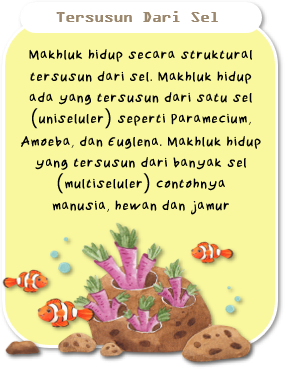 Tersusun Dari Sel
Makhluk hidup secara struktural
tersusun dari sel. Makhluk hidup
ada yang tersusun dari satu sel
(uniseluler) seperti Paramecium,
Amoeba, dan Euglena. Makhluk hidup
yang tersusun dari banyak sel
(multiseluler) contohnya
manusia, hewan dan jamur